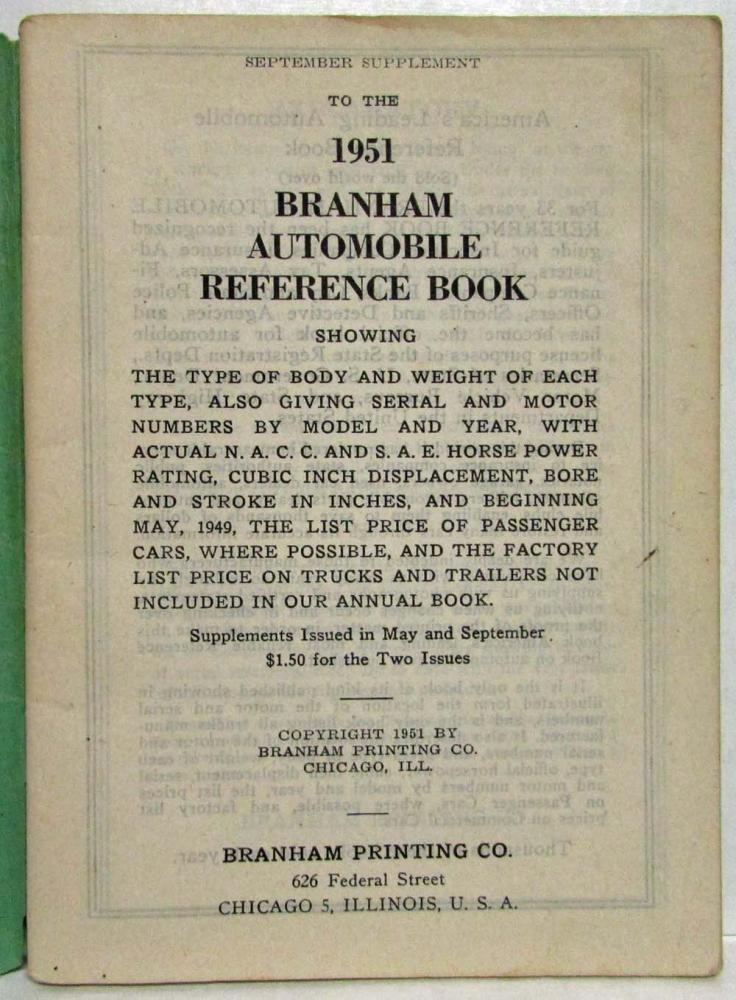 SEPTEMBER SUPPLEMENT
TO THE
1951
BRANHAM
AUTOMOBILE
REFERENCE BOOK
SHOWING
THE TYPE OF BODY AND WEIGHT OF EACH
TYPE, ALSO GIVING SERIAL AND MOTOR
NUMBERS BY MODEL AND YEAR, WITH
ACTUAL N. A. C. C. AND S. A. E. HORSE POWER
RATING, CUBIC INCH DISPLACEMENT, BORE
AND STROKE IN INCHES, AND BEGINNING
MAY, 1949, THE LIST PRICE OF PASSENGER
CARS, WHERE POSSIBLE, AND THE FACTORY
LIST PRICE ON TRUCKS AND TRAILERS NOT
INCLUDED IN OUR ANNUAL BOOK.
Supplements Issued in May and September.
$1.50 for the Two Issues
COPYRIGHT 1951 BY
BRANHAM PRINTING CO.
CHICAGO, ILL.
BRANHAM PRINTING CO.
626 Federal Street
CHICAGO 5, ILLINOIS, U. S. A.